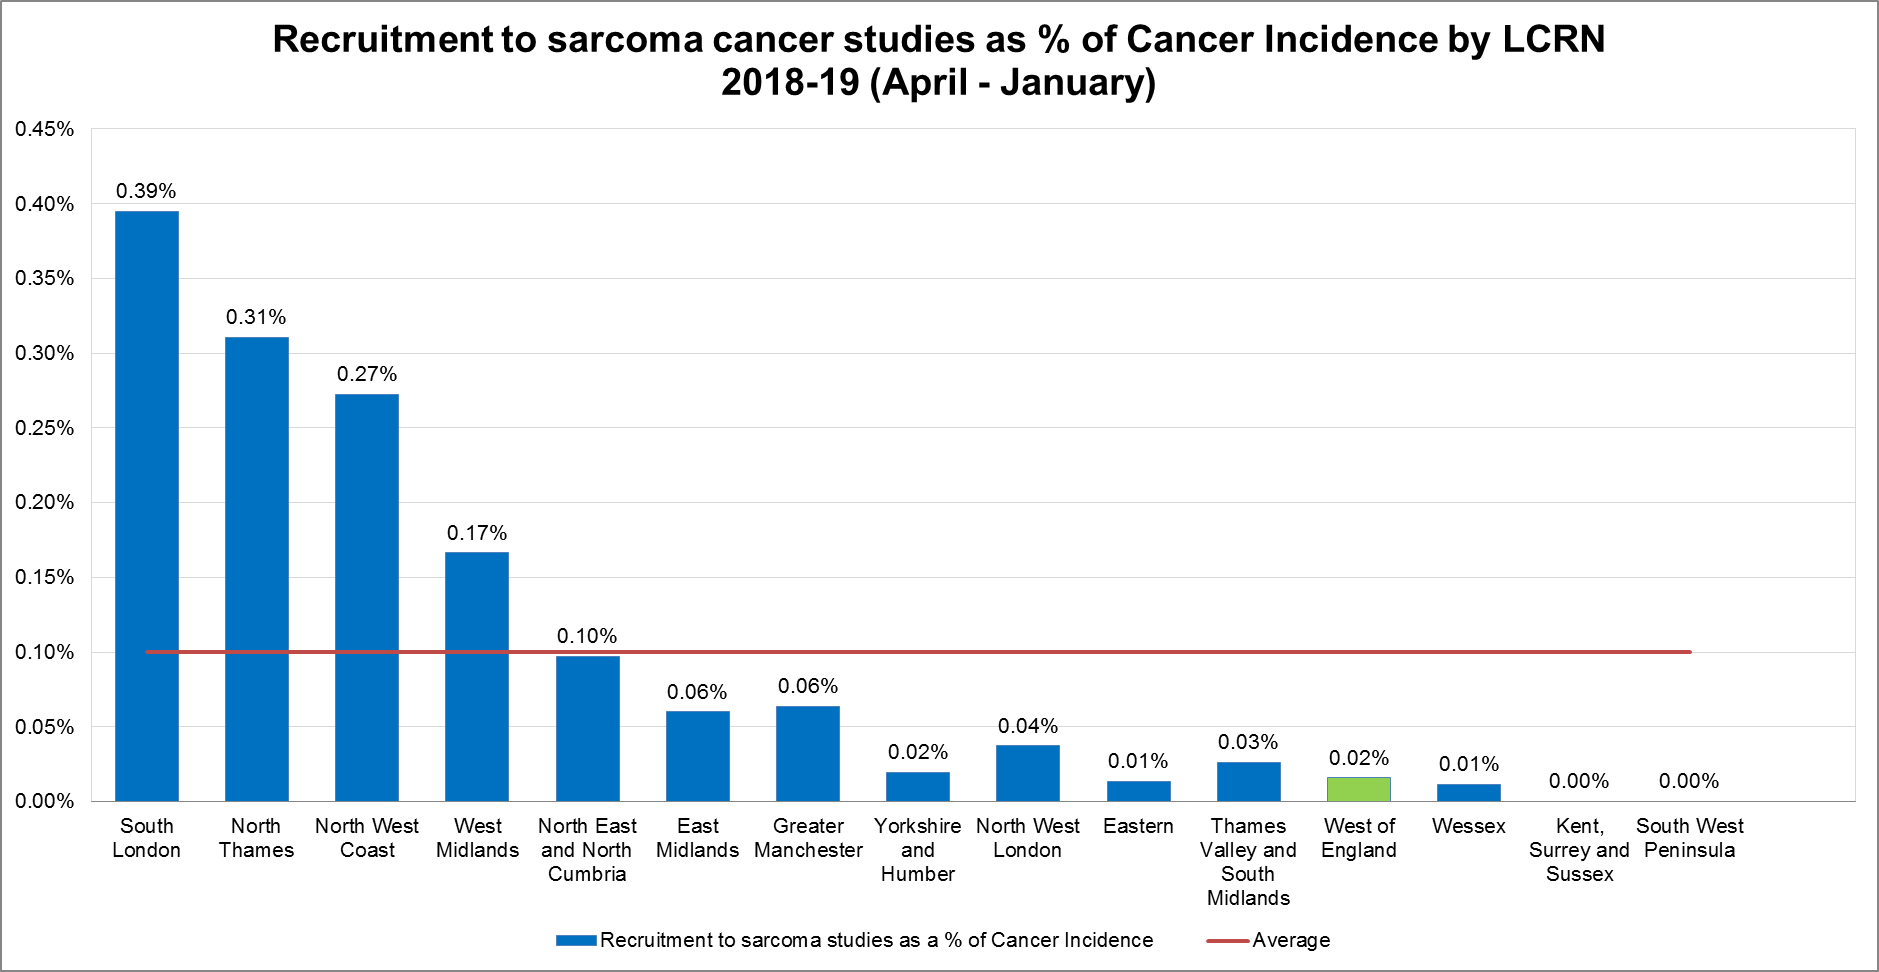 Recruitment to sarcoma cancer studies as % of Cancer Incidence by LCRN
2018-19 (April - January)
0.45%
0.40%
0.35%
0.30%
0.25%
0.20%
0.15%
0.10%
0.05%
0.00%
0.39%
0.31%
0.27%
0.17%
0.10%
0.06%
0.06%
0.02%
0.04%
0.01%
0.03%
0.02%
0.01%
0.00%
0.00%
South
London
North
Thames
North West
Coast
West
Midlands
North East
and North
Cumbria
East
Midlands
Greater
Manchester
Yorkshire
and
Humber
North West
London
Eastern
Thames
Valley and
South
Midlands
West of
England
Wessex
Kent,
Surrey and
Sussex
South West
Peninsula
Recruitment to sarcoma studies as a % of Cancer Incidence
Average